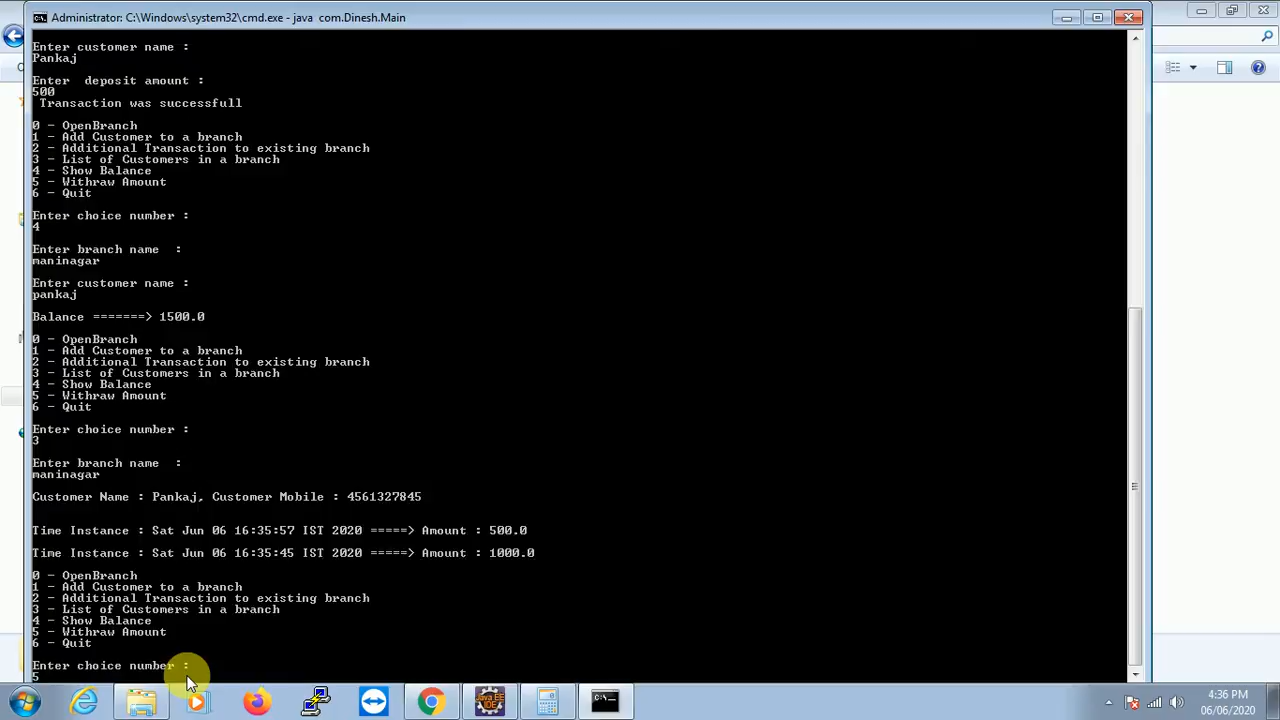 Administrator: C:\Windows\system32\cmd.exe - java com.Dinesh.Main
Enter customer name :
Pankaj
Enter  deposit amount :
500
 Transaction was successfull
0 - OpenBranch
1 - Add Customer to a branch
2 - Additional Transaction to existing branch
3 - List of Customers in a branch
4 - Show Balance
5 - Withraw Amount
6 - Quit
Enter choice number :
4
Enter branch name  :
maninagar
Enter customer name :
pankaj
Balance =======> 1500.0
0 - OpenBranch
1 - Add Customer to a branch
2 - Additional Transaction to existing branch
3 - List of Customers in a branch
4 - Show Balance
5 - Withraw Amount
6 - Quit
Enter choice number :
3
Enter branch name  :
maninagar
Customer Name : Pankaj, Customer Mobile : 4561327845
Time Instance : Sat Jun 06 16:35:57 IST 2020 =====> Amount : 500.0
Time Instance : Sat Jun 06 16:35:45 IST 2020 =====> Amount : 1000.0
0 - OpenBranch
1 - Add Customer to a branch
2 - Additional Transaction to existing branch
3 - List of Customers in a branch
4 - Show Balance
5 - Withraw Amount
6 - Quit
Enter choice number :
5
Java EE
IDE
C:\.
4:36 PM
06/06/2020